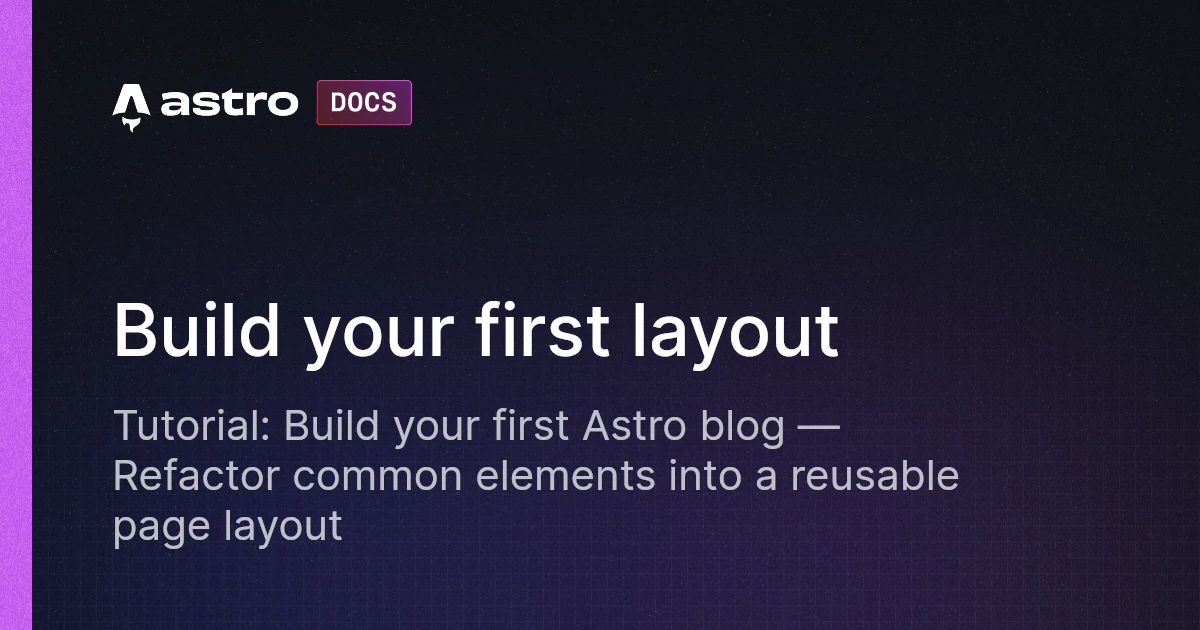 astro DOCS
Build your first layout
Tutorial: Build your first Astro blog —
Refactor common elements into a reusable
page layout